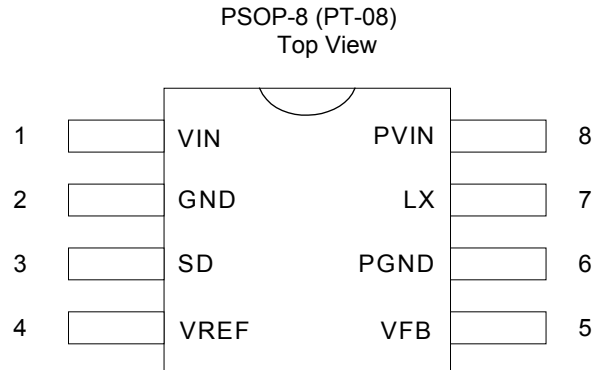 PSOP-8 (PT-08)
Top View
1 VIN PVIN 8
2 GND LX 7
3 SD PGND 6
4 VREF VFB 5